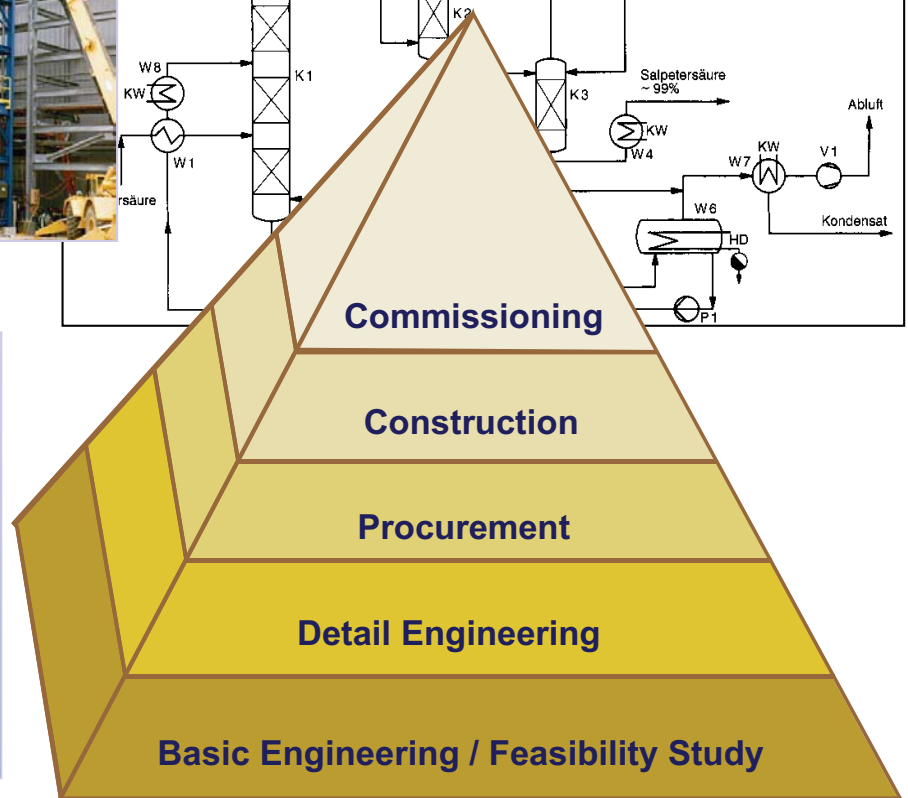 K2
W8
K1
KW
K3
Salpetersäure
~ 99%
Abluft
KW
W4
W1
KW
V1
W7
rsäure
W6
Kondensat
HD
P1
Commissioning
Construction
Procurement
Detail Engineering
Basic Engineering / Feasibility Study